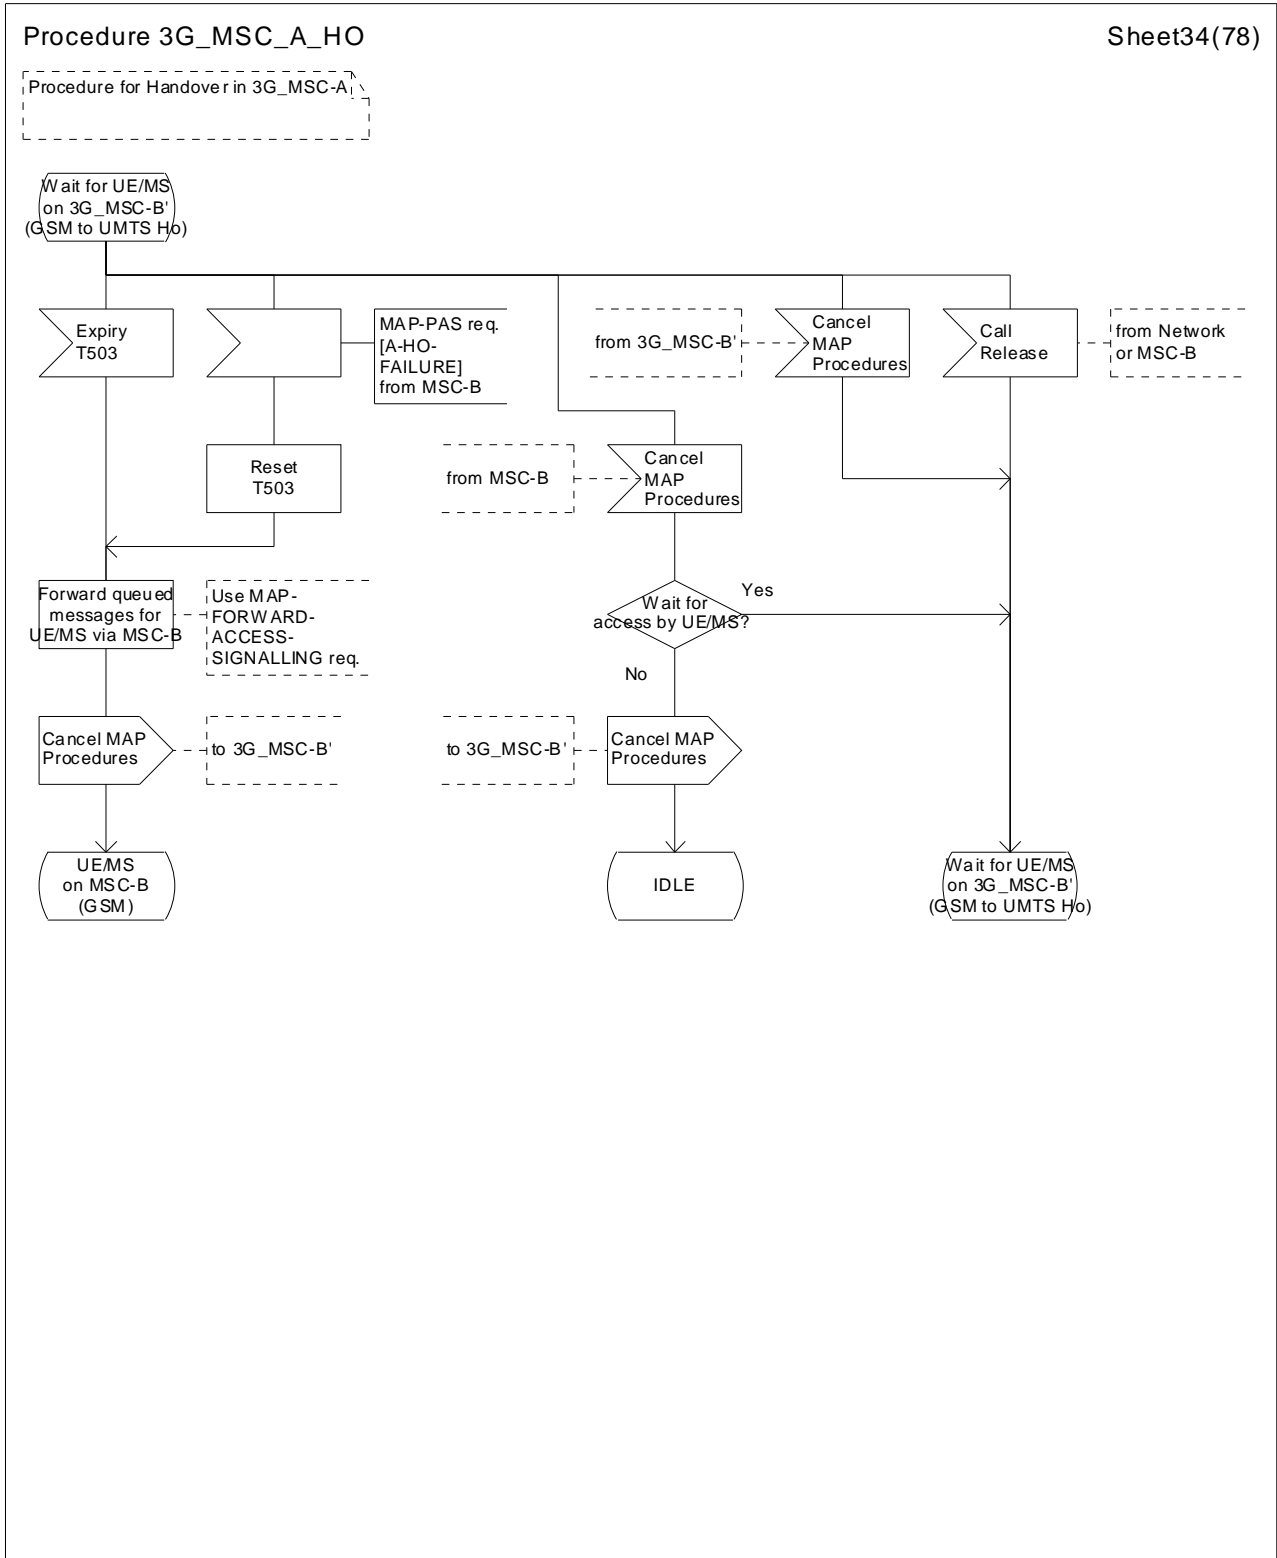 Procedure 3G_MSC_A_HO
Sheet34(78)
Procedure for Handover in 3G_MSC-A
Wait for UE/MS
on 3G_MSC-B'
(GSM to UMTS Ho)
Expiry
T503
MAP-PAS req.
[A-HO-
FAILURE]
from MSC-B
from 3G_MSC-B'
Cancel
MAP
Procedures
Call
Release
from Network
or MSC-B
Reset
T503
from MSC-B
Cancel
MAP
Procedures
Forward queued
messages for
UE/MS via MSC-B
Use MAP-
FORWARD-
ACCESS-
SIGNALLING req.
Wait for
access by UE/MS?
Yes
No
Cancel MAP
Procedures
to 3G_MSC-B'
to 3G_MSC-B'
Cancel MAP
Procedures
UE/MS
on MSC-B
(GSM)
IDLE
Wait for UE/MS
on 3G_MSC-B'
(GSM to UMTS Ho)